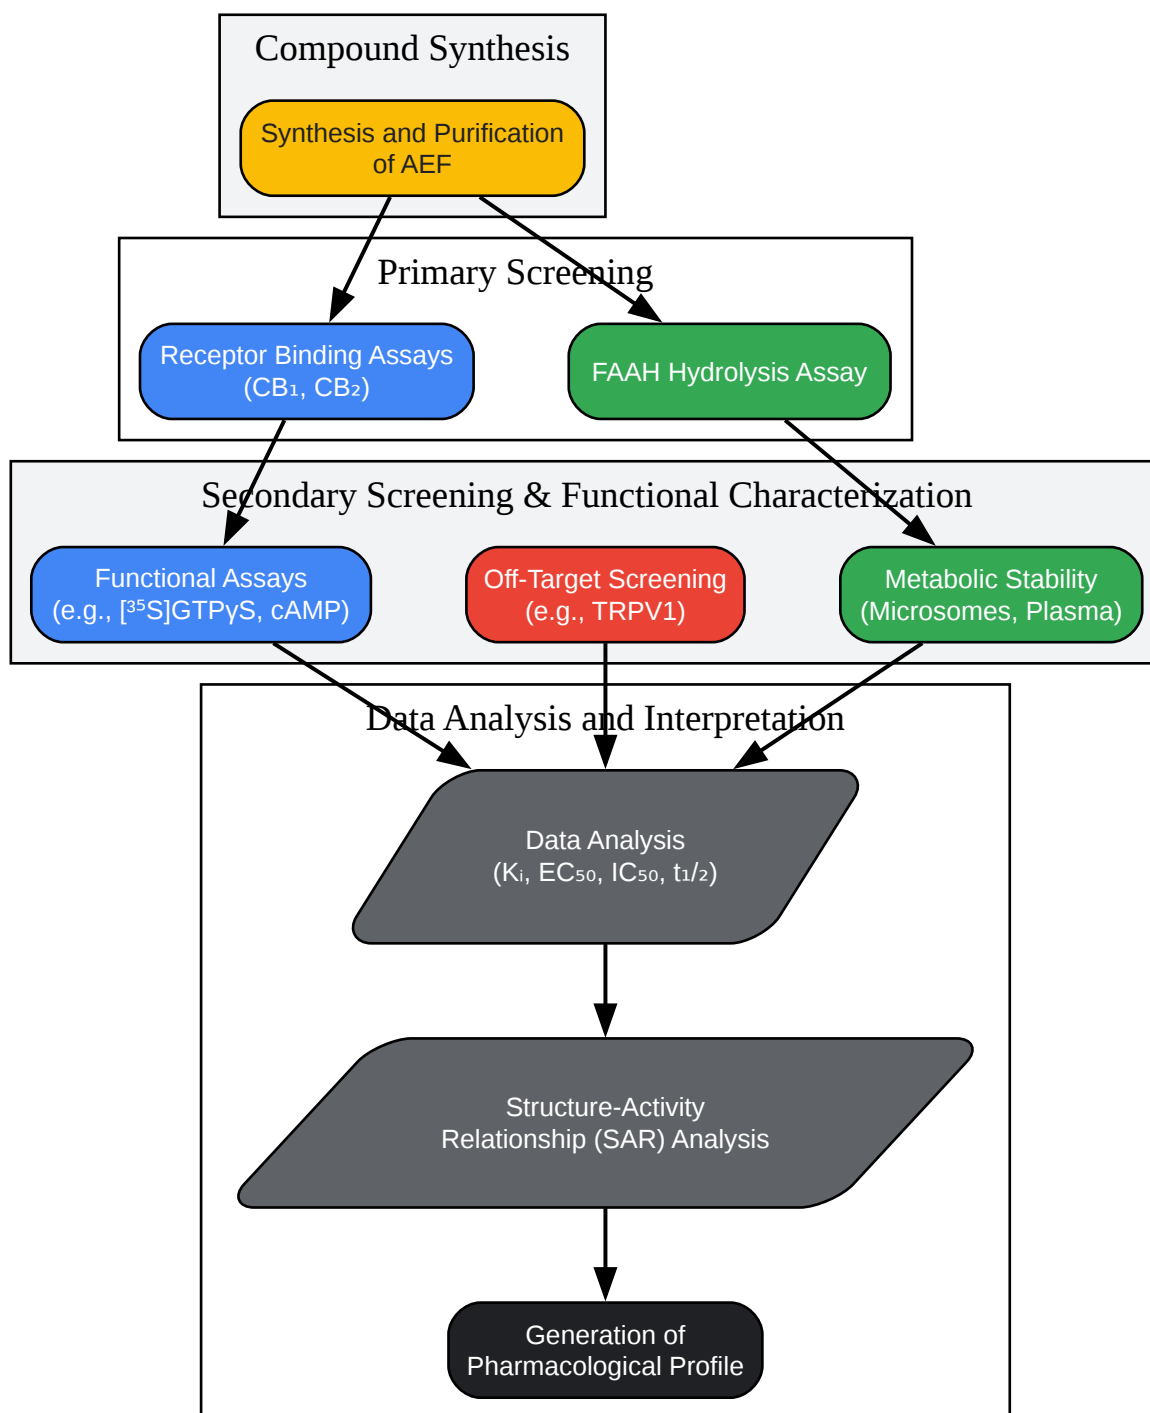 Compound Synthesis
Synthesis and Purification
of AEF
Primary Screening
Receptor Binding Assays
(CB₁, CB₂)
FAAH Hydrolysis Assay
Secondary Screening & Functional Characterization
Functional Assays
(e.g., [³⁵S]GTPγS, cAMP)
Off-Target Screening
(e.g., TRPV1)
Metabolic Stability
(Microsomes, Plasma)
Data Analysis and Interpretation
Data Analysis
(Kᵢ, EC₅₀, IC₅₀, t₁/₂)
Structure-Activity
Relationship (SAR) Analysis
Generation of
Pharmacological Profile